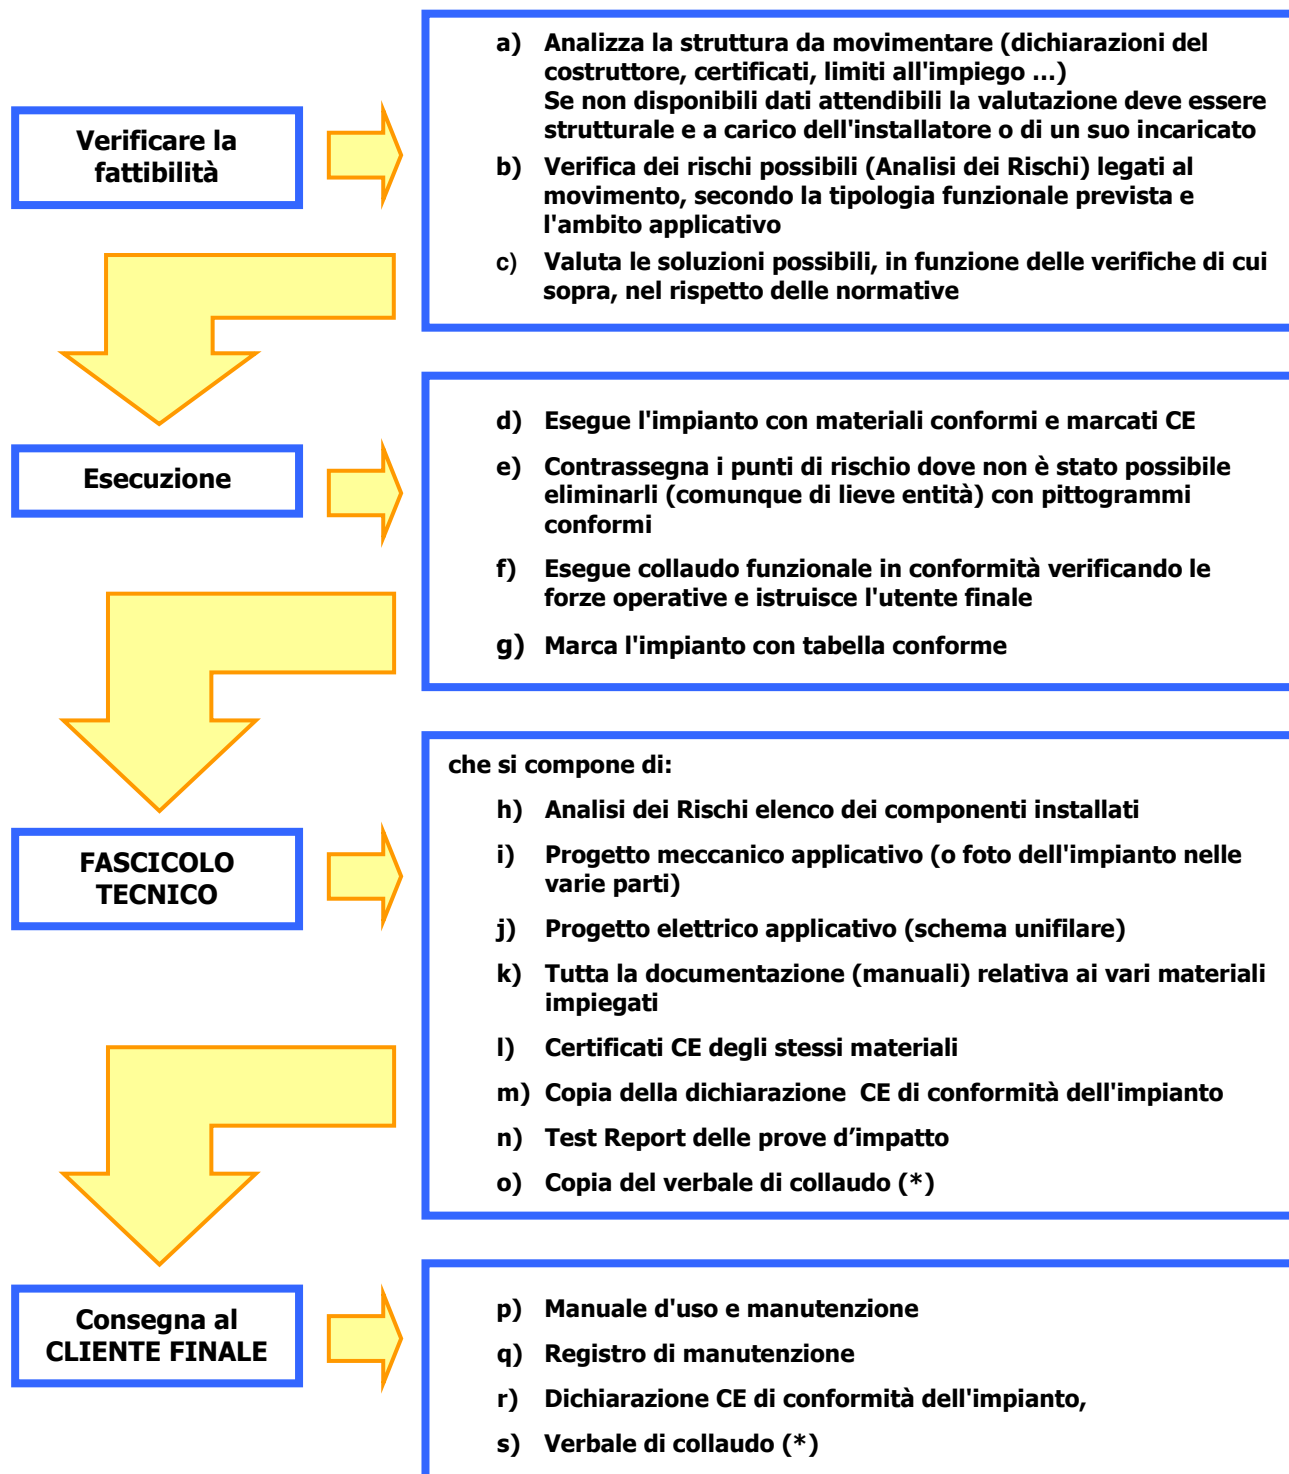 Verificare la
fattibilità
a) Analizza la struttura da movimentare (dichiarazioni del
costruttore, certificati, limiti all'impiego ...)
Se non disponibili dati attendibili la valutazione deve essere
strutturale e a carico dell'installatore o di un suo incaricato
b) Verifica dei rischi possibili (Analisi dei Rischi) legati al
movimento, secondo la tipologia funzionale prevista e
l'ambito applicativo
c) Valuta le soluzioni possibili, in funzione delle verifiche di cui
sopra, nel rispetto delle normative
Esecuzione
d) Esegue l'impianto con materiali conformi e marcati CE
e) Contrassegna i punti di rischio dove non è stato possibile
eliminarli (comunque di lieve entità) con pittogrammi
conformi
f) Esegue collaudo funzionale in conformità verificando le
forze operative e istruisce l'utente finale
g) Marca l'impianto con tabella conforme
FASCICOLO
TECNICO
che si compone di:
h) Analisi dei Rischi elenco dei componenti installati
i) Progetto meccanico applicativo (o foto dell'impianto nelle
varie parti)
j) Progetto elettrico applicativo (schema unifilare)
k) Tutta la documentazione (manuali) relativa ai vari materiali
impiegati
l) Certificati CE degli stessi materiali
m) Copia della dichiarazione  CE di conformità dell'impianto
n) Test Report delle prove d’impatto
o) Copia del verbale di collaudo (*)
Consegna al
CLIENTE FINALE
p) Manuale d'uso e manutenzione
q) Registro di manutenzione
r) Dichiarazione CE di conformità dell'impianto,
s) Verbale di collaudo (*)